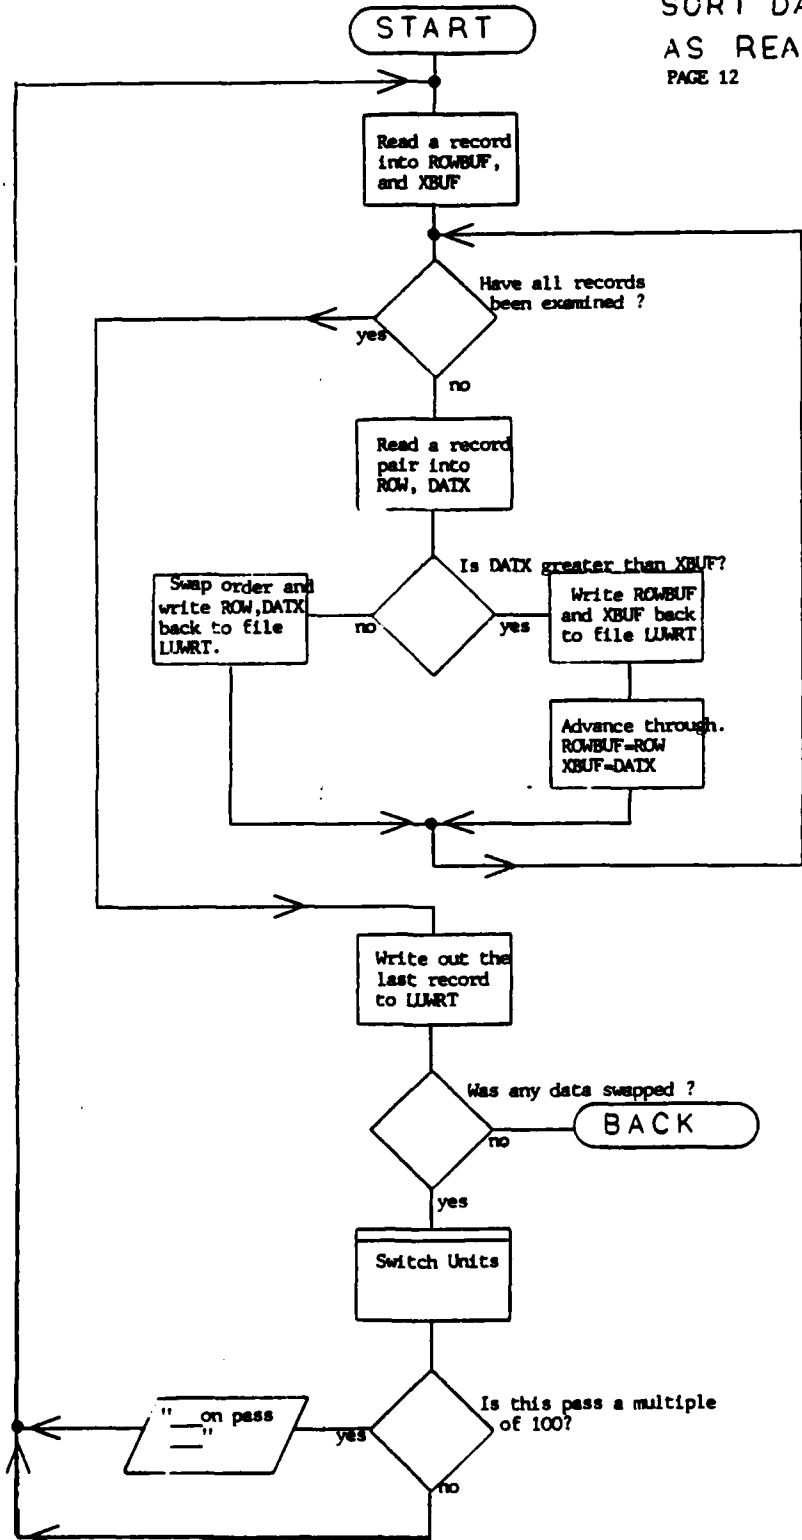 START
SORT DA
AS REA
PAGE 12
Read a record
into ROWBUF,
and XBUF
Have all records
been examined ?
yes
no
Read a record
pair into
ROW, DATX
Is DATX greater than XBUF?
Swap order and
write ROW,DATX
back to file
LUWRT.
no
yes
Write ROWBUF
and XBUF back
to file LUWRT
Advance through.
ROWBUF=ROW
XBUF=DATX
Write out the
last record
to LUWRT
Was any data swapped ?
no
BACK
yes
Switch Units
Is this pass a multiple
of 100?
"___on pass
___"
yes
no